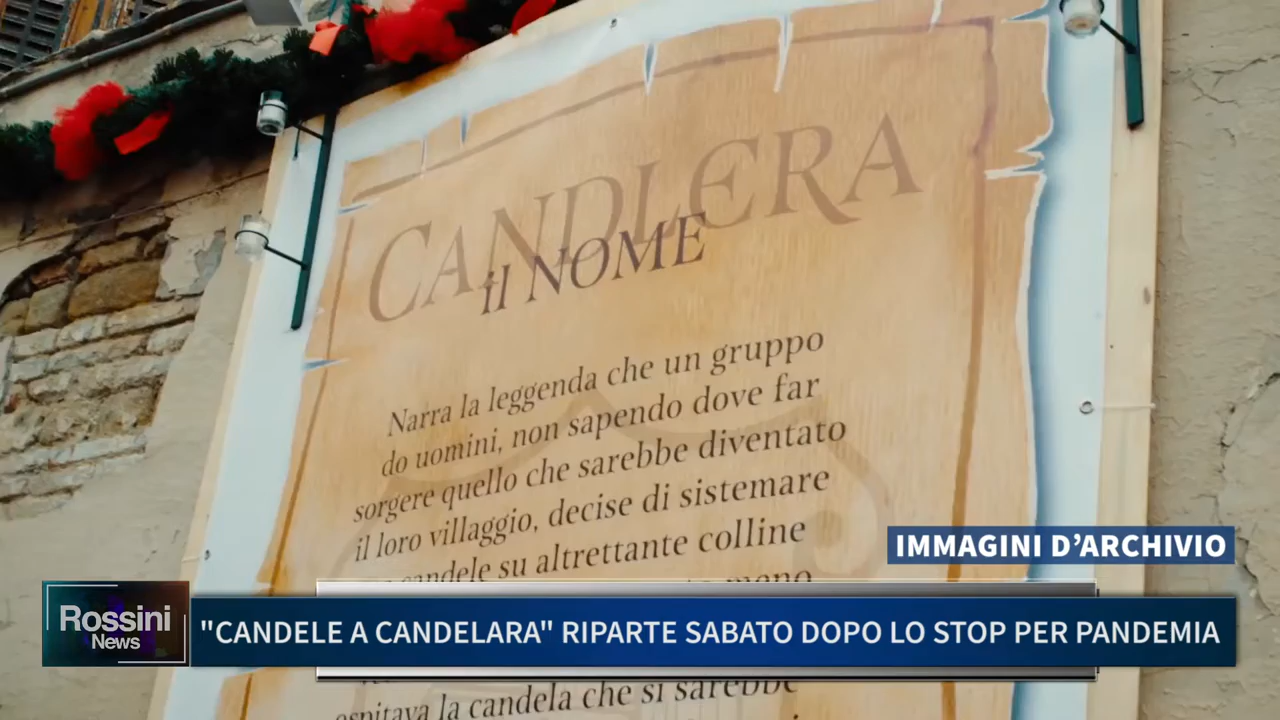 CANDLERA
il NOME
Narra la leggenda che un gruppo
do uomini, non sapendo dove far
sorgere quello che sarebbe diventato
il loro villaggio, decise di sistemare
candele su altrettante colline
meno
IMMAGINI D'ARCHIVIO
Rossini
News
"CANDELE A CANDELARA" RIPARTE SABATO DOPO LO STOP PER PANDEMIA
ospitava la candela che si sarebbe